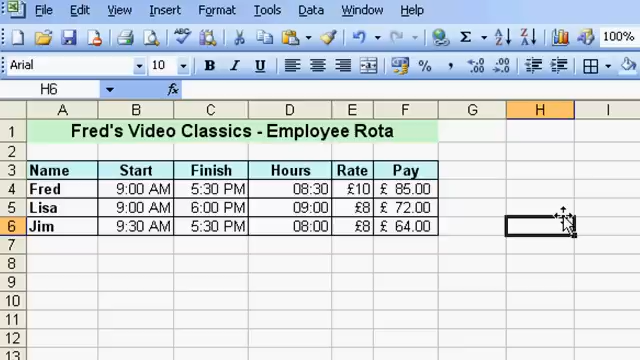 File Edit View Insert Format Tools Data Window Help
Σ 100%
Arial 10 B I U % .00
H6 fx
A B C D E F G H I
1 Fred's Video Classics - Employee Rota
2
3 Name Start Finish Hours Rate Pay
4 Fred 9:00 AM 5:30 PM 08:30 £10 £ 85.00
5 Lisa 9:00 AM 6:00 PM 09:00 £8 £ 72.00
6 Jim 9:30 AM 5:30 PM 08:00 £8 £ 64.00
7
8
9
10
11
12
13